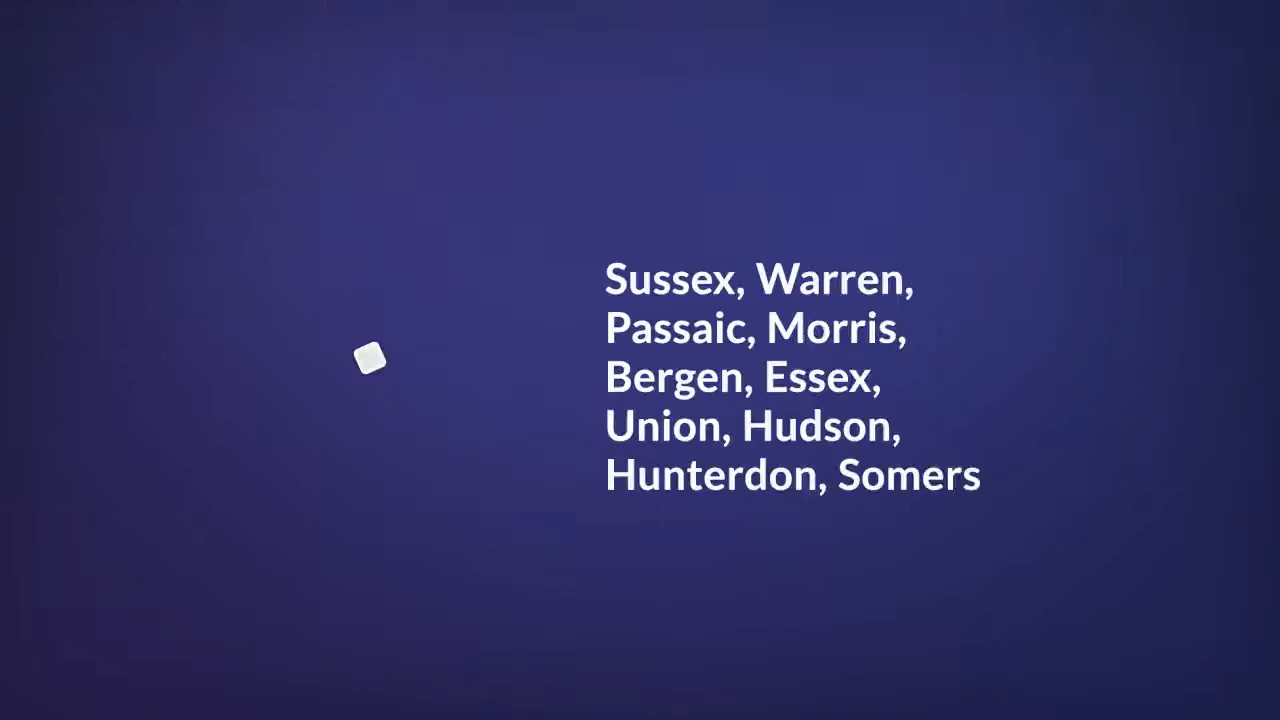 Sussex, Warren,
Passaic, Morris,
Bergen, Essex,
Union, Hudson,
Hunterdon, Somers